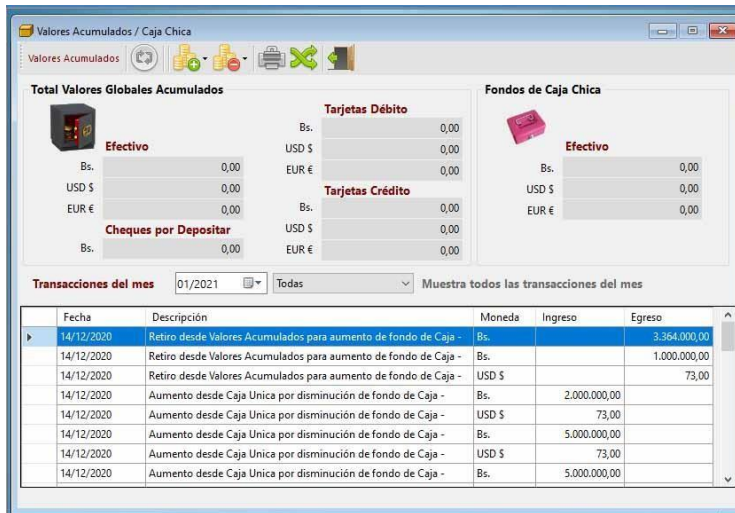 Valores Acumulados / Caja Chica
Valores Acumulados
Total Valores Globales Acumulados
Efectivo
Bs. 0,00
USD $ 0,00
EUR € 0,00
Cheques por Depositar
Bs. 0,00
Tarjetas Débito
Bs. 0,00
USD $ 0,00
EUR € 0,00
Tarjetas Crédito
Bs. 0,00
USD $ 0,00
EUR € 0,00
Fondos de Caja Chica
Efectivo
Bs. 0,00
USD $ 0,00
EUR € 0,00
Transacciones del mes 01/2021 Todas Muestra todos las transacciones del mes
Fecha Descripción Moneda Ingreso Egreso
14/12/2020 Retiro desde Valores Acumulados para aumento de fondo de Caja - Bs. 3.364.000,00
14/12/2020 Retiro desde Valores Acumulados para aumento de fondo de Caja - Bs. 1.000.000,00
14/12/2020 Retiro desde Valores Acumulados para aumento de fondo de Caja - USD $ 73,00
14/12/2020 Aumento desde Caja Unica por disminución de fondo de Caja - Bs. 2.000.000,00
14/12/2020 Aumento desde Caja Unica por disminución de fondo de Caja - USD $ 73,00
14/12/2020 Aumento desde Caja Unica por disminución de fondo de Caja - Bs. 5.000.000,00
14/12/2020 Aumento desde Caja Unica por disminución de fondo de Caja - USD $ 73,00
14/12/2020 Aumento desde Caja Unica por disminución de fondo de Caja - Bs. 5.000.000,00